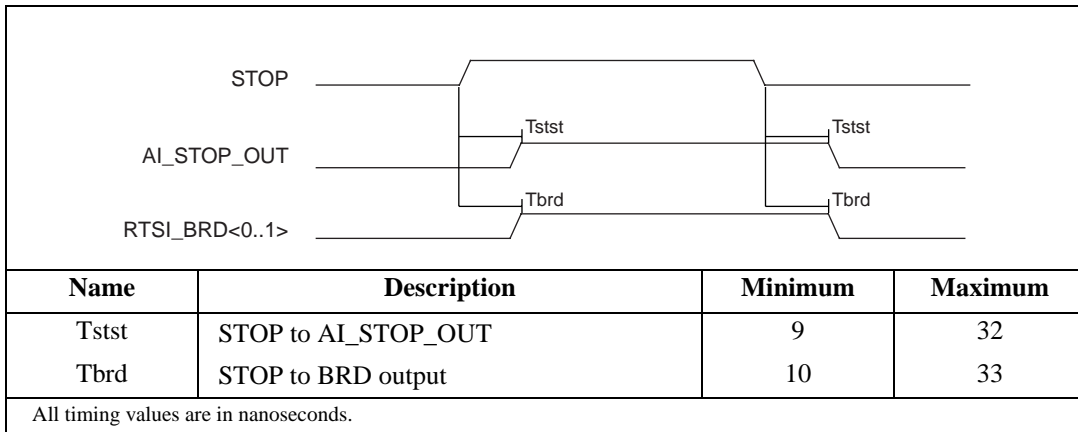 STOP
Tstst Tstst
AI_STOP_OUT
Tbrd Tbrd
RTSI_BRD<0..1>
Name Description Minimum Maximum
Tstst STOP to AI_STOP_OUT 9 32
Tbrd STOP to BRD output 10 33
All timing values are in nanoseconds.